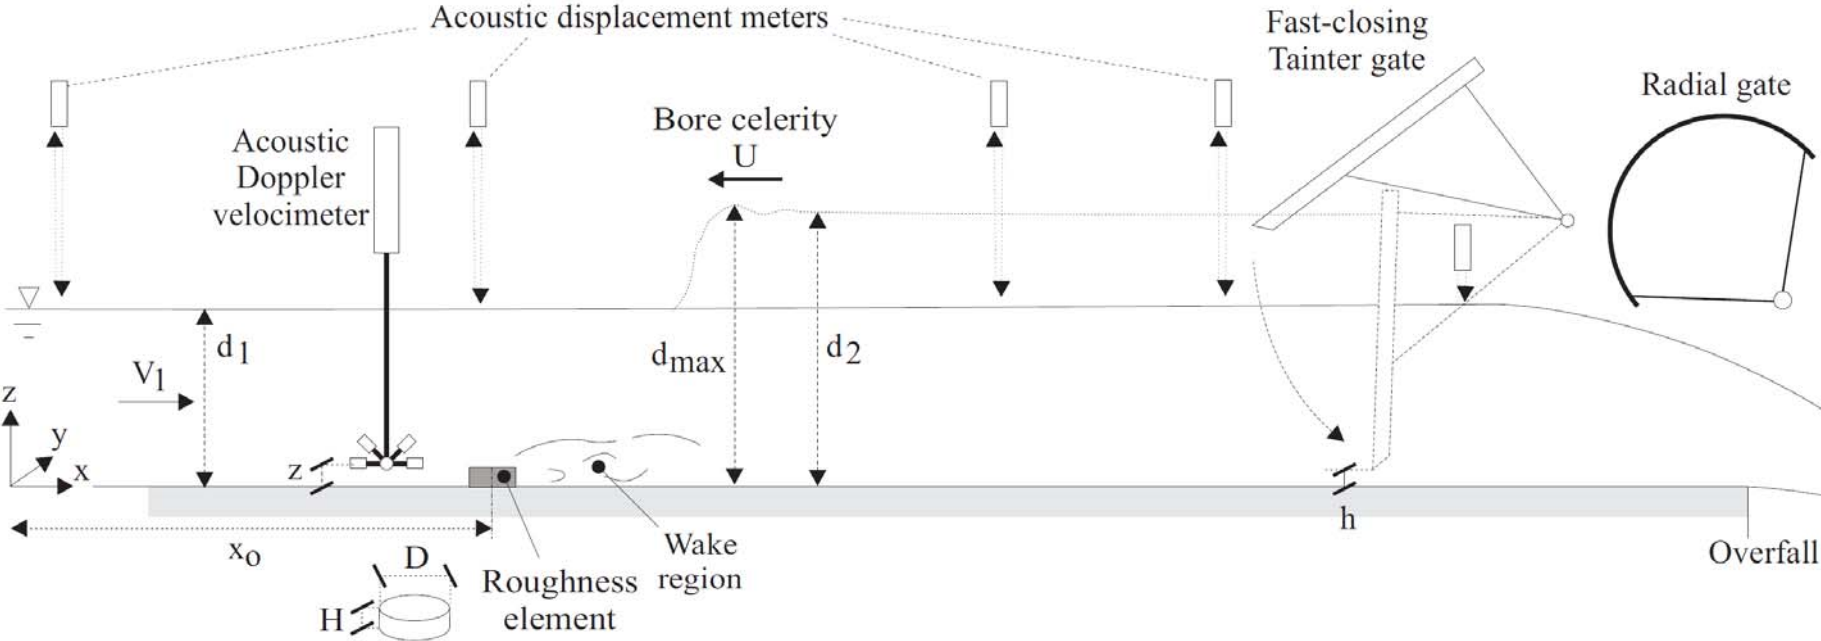 Acoustic displacement meters
Fast-closing
Tainter gate
Radial gate
Bore celerity
U
Acoustic
Doppler
velocimeter
d1
V1
dmax
d2
z
y
x
z
h
xo
D
H
Roughness
element
Wake
region
Overfall